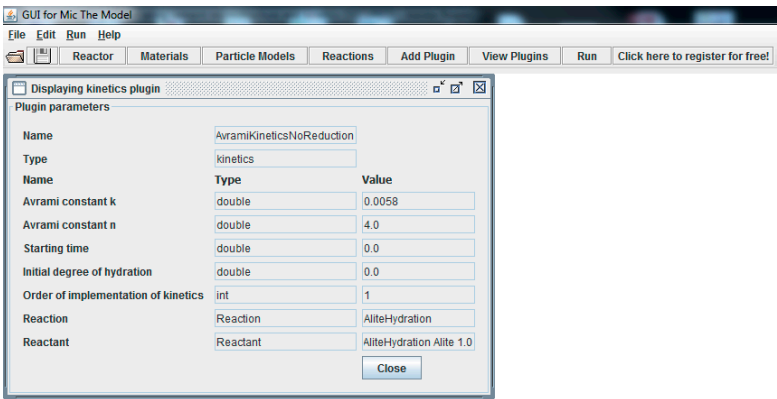 GUI for Mic The Model
File Edit Run Help
Reactor Materials Particle Models Reactions Add Plugin View Plugins Run Click here to register for free!
Displaying kinetics plugin
Plugin parameters
Name AvramiKineticsNoReduction
Type kinetics
Name Type Value
Avrami constant k double 0.0058
Avrami constant n double 4.0
Starting time double 0.0
Initial degree of hydration double 0.0
Order of implementation of kinetics int 1
Reaction Reaction AliteHydration
Reactant Reactant AliteHydration Alite 1.0
Close